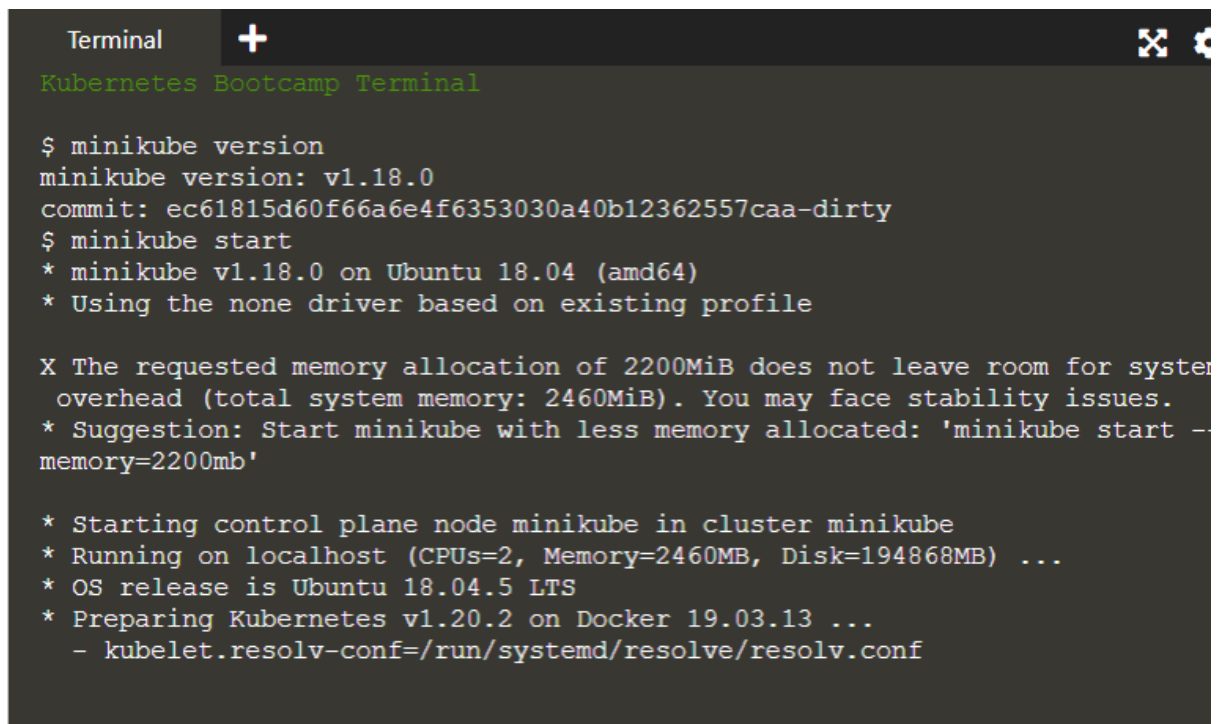 Terminal
Kubernetes Bootcamp Terminal
$ minikube version
minikube version: v1.18.0
commit: ec61815d60f66a6e4f6353030a40b12362557caa-dirty
$ minikube start
* minikube v1.18.0 on Ubuntu 18.04 (amd64)
* Using the none driver based on existing profile
X The requested memory allocation of 2200MiB does not leave room for system
overhead (total system memory: 2460MiB). You may face stability issues.
* Suggestion: Start minikube with less memory allocated: 'minikube start --
memory=2200mb'
* Starting control plane node minikube in cluster minikube
* Running on localhost (CPUs=2, Memory=2460MB, Disk=194868MB) ...
* OS release is Ubuntu 18.04.5 LTS
* Preparing Kubernetes v1.20.2 on Docker 19.03.13 ...
- kubelet.resolv-conf=/run/systemd/resolve/resolv.conf